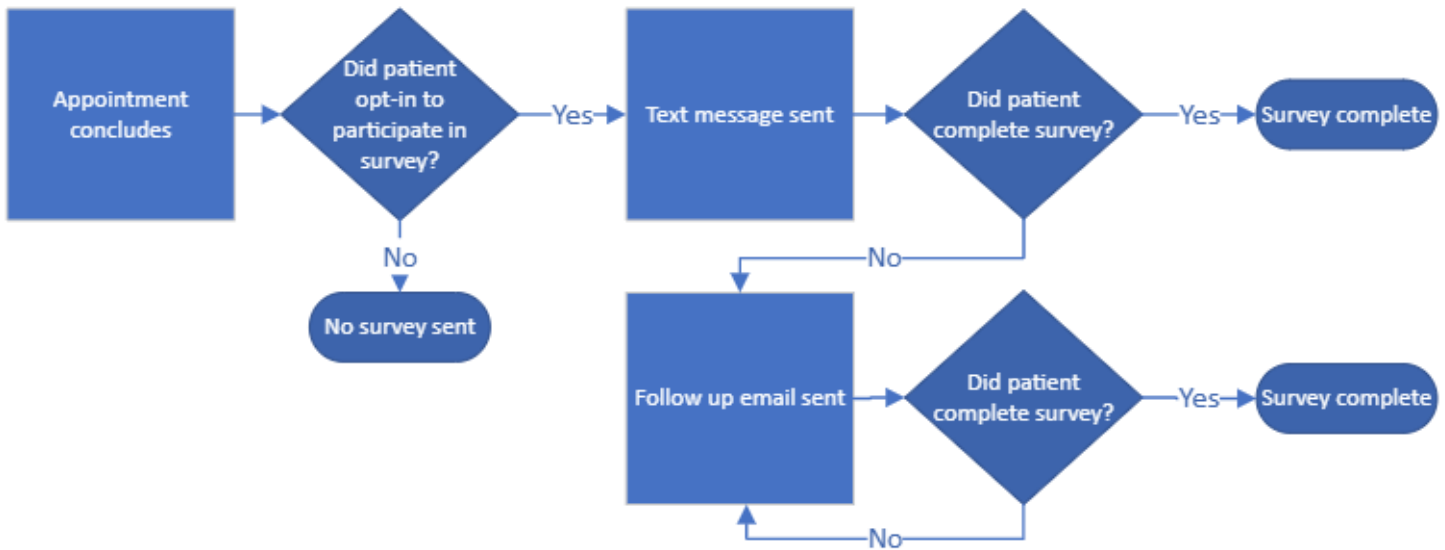 Appointment
concludes
Did patient
opt-in to
participate in
survey?
Yes
Text message sent
Did patient
complete survey?
Yes
Survey complete
No
No survey sent
No
Follow up email sent
Did patient
complete survey?
Yes
Survey complete
No